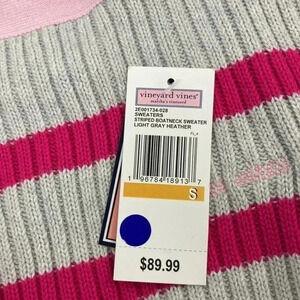 vineyard vines®
martha's vineyard
2E001734-028
SWEATERS
STRIPED BOATNECK SWEATER
LIGHT GRAY HEATHER
1 96784 18913 7
S
$89.99